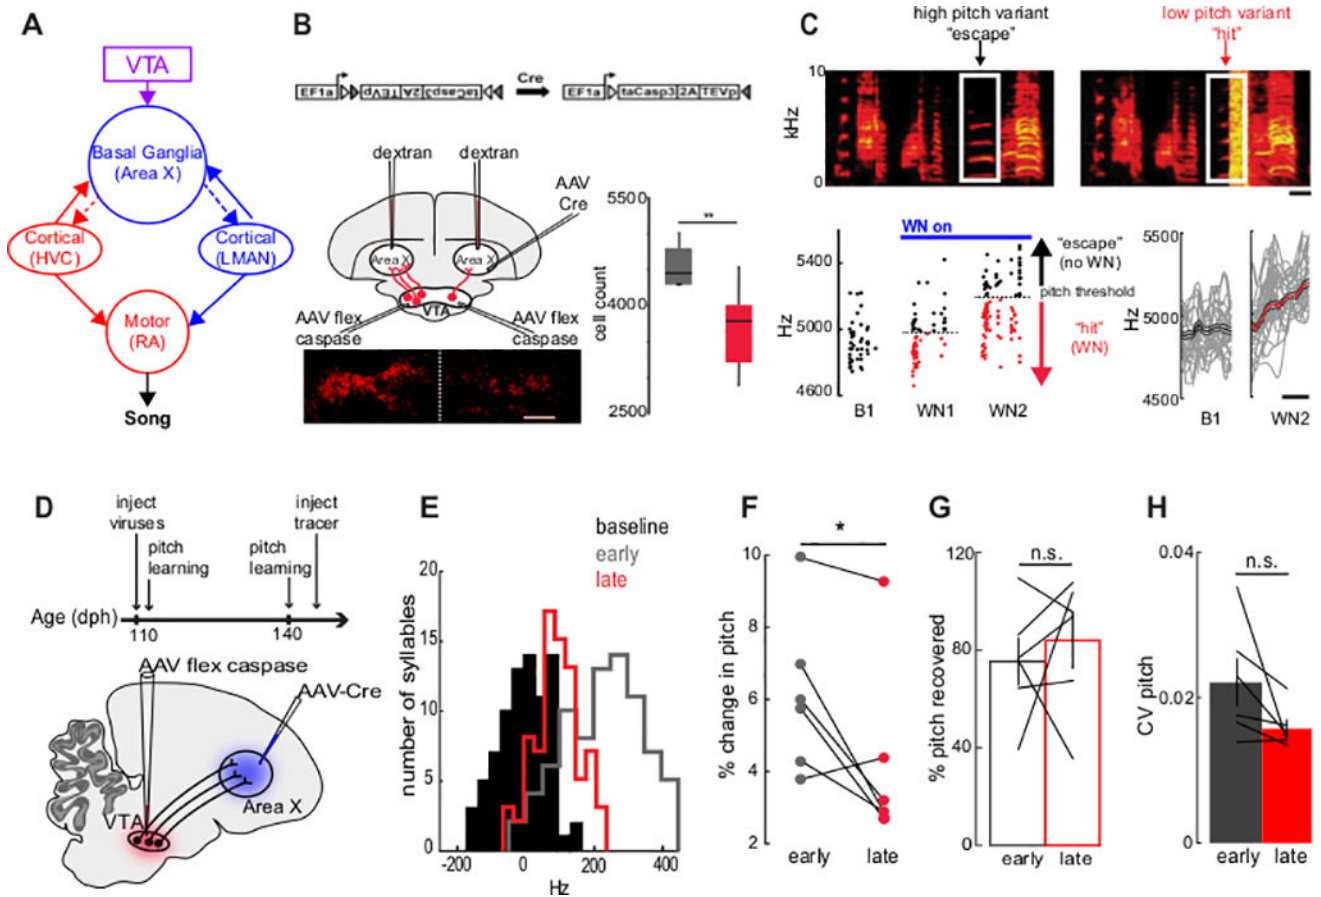 A
VTA
Basal Ganglia
(Area X)
Cortical
(HVC)
Cortical
(LMAN)
Motor
(RA)
Song
B
EF1a
taCasp3
2A
TEVp
Cre
EF1a
taCasp3
2A
TEVp
dextran
dextran
AAV
Cre
Area X
Area X
VTA
AAV flex
caspase
AAV flex
caspase
cell count
5500
4000
2500
**
C
high pitch variant
"escape"
low pitch variant
"hit"
kHz
10
0
WN on
Hz
5400
5000
4600
B1
WN1
WN2
"escape"
(no WN)
pitch threshold
"hit"
(WN)
Hz
5500
5000
4500
B1
WN2
D
inject
viruses
inject
tracer
pitch
learning
pitch
learning
Age (dph)
110
140
AAV flex caspase
AAV-Cre
Area X
VTA
E
baseline
early
late
number of syllables
20
15
10
5
0
-200
0
200
400
Hz
F
*
% change in pitch
10
8
6
4
2
early
late
G
n.s.
% pitch recovered
120
80
40
0
early
late
H
n.s.
CV pitch
0.04
0.02
0
early
late